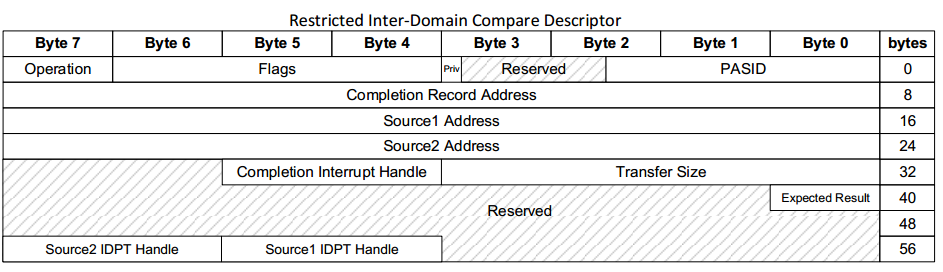 Restricted Inter-Domain Compare Descriptor
Byte 7 Byte 6 Byte 5 Byte 4 Byte 3 Byte 2 Byte 1 Byte 0 bytes
Operation Flags Priv Reserved PASID 0
Completion Record Address 8
Source1 Address 16
Source2 Address 24
Completion Interrupt Handle Transfer Size 32
Expected Result 40
Reserved
48
Source2 IDPT Handle Source1 IDPT Handle 56